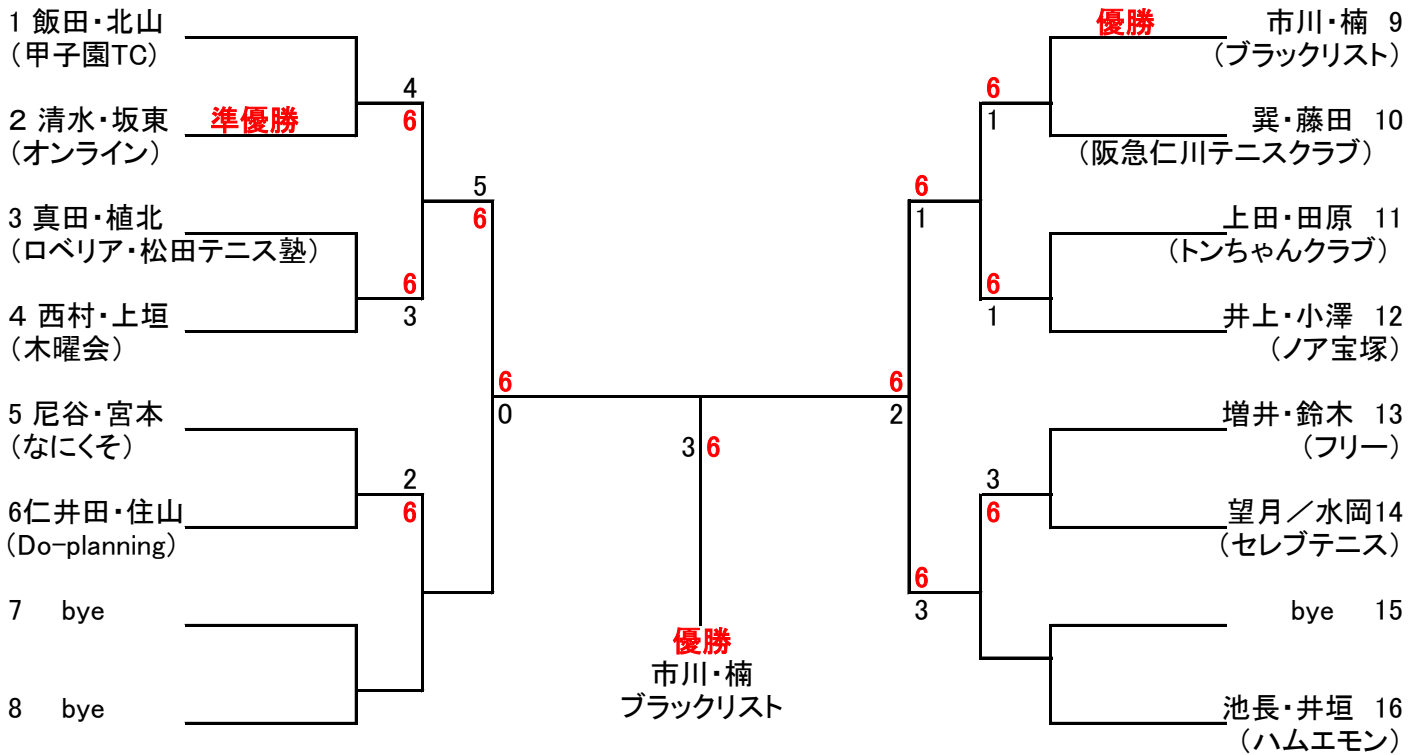 1 飯田・北山
(甲子園TC)
4
2 清水・坂東
準優勝
6
(オンライン)
5
3 真田・植北
6
(ロベリア・松田テニス塾)
6
4 西村・上垣
3
(木曜会)
6
5 尼谷・宮本
0
(なにくそ)
2
6仁井田・住山
6
(Do-planning)
7 bye
8 bye
3 6
優勝
市川・楠
ブラックリスト
優勝
市川・楠 9
(ブラックリスト)
6
1
巽・藤田 10
(阪急仁川テニスクラブ)
6
1
上田・田原 11
(トンちゃんクラブ)
6
1
井上・小澤 12
(ノア宝塚)
6
2
増井・鈴木 13
(フリー)
3
6
望月／水岡14
(セレブテニス)
6
3
bye 15
池長・井垣 16
(ハムエモン)